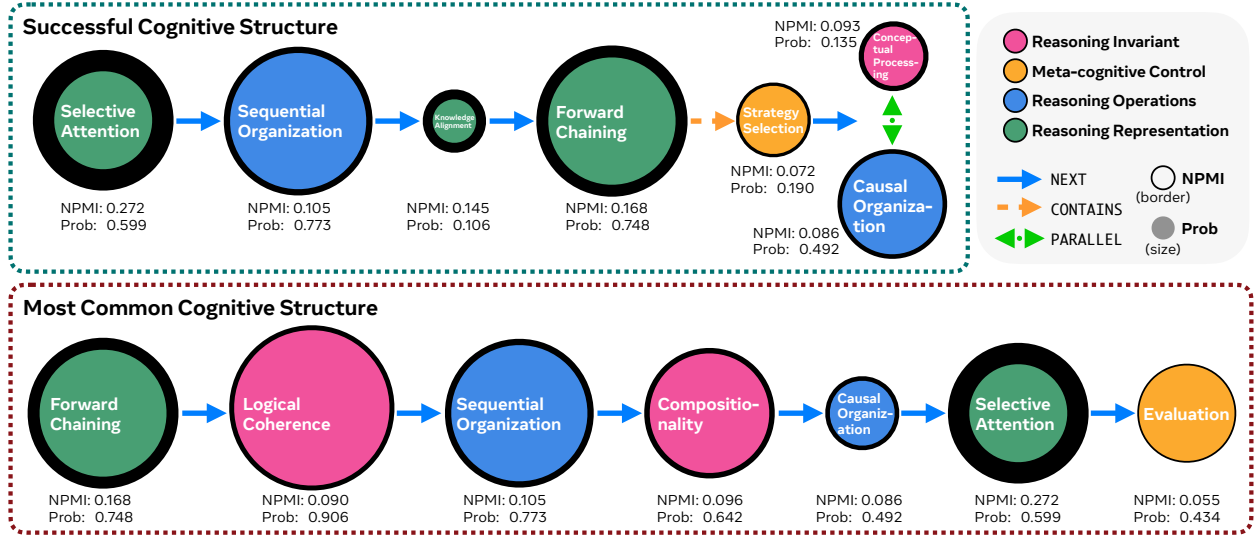 Successful Cognitive Structure
Selective
Attention
NPMI: 0.272
Prob: 0.599
Sequential
Organization
NPMI: 0.105
Prob: 0.773
Knowledge
Alignment
NPMI: 0.145
Prob: 0.106
Forward
Chaining
NPMI: 0.168
Prob: 0.748
Strategy
Selection
NPMI: 0.072
Prob: 0.190
NPMI: 0.093
Prob: 0.135
Concep-
tual
Process-
ing
Causal
Organiza-
tion
NPMI: 0.086
Prob: 0.492
Reasoning Invariant
Meta-cognitive Control
Reasoning Operations
Reasoning Representation
NEXT
CONTAINS
PARALLEL
NPMI
(border)
Prob
(size)
Most Common Cognitive Structure
Forward
Chaining
NPMI: 0.168
Prob: 0.748
Logical
Coherence
NPMI: 0.090
Prob: 0.906
Sequential
Organization
NPMI: 0.105
Prob: 0.773
Compositio-
nality
NPMI: 0.096
Prob: 0.642
Causal
Organiz-
ation
NPMI: 0.086
Prob: 0.492
Selective
Attention
NPMI: 0.272
Prob: 0.599
Evaluation
NPMI: 0.055
Prob: 0.434